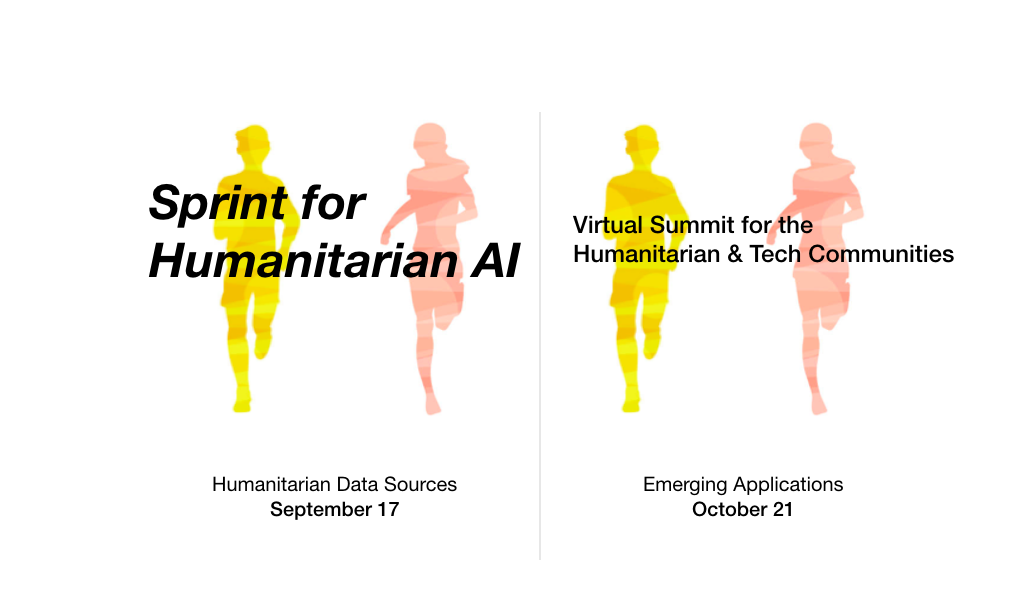 Sprint for
Humanitarian AI
Virtual Summit for the
Humanitarian & Tech Communities
Humanitarian Data Sources
September 17
Emerging Applications
October 21